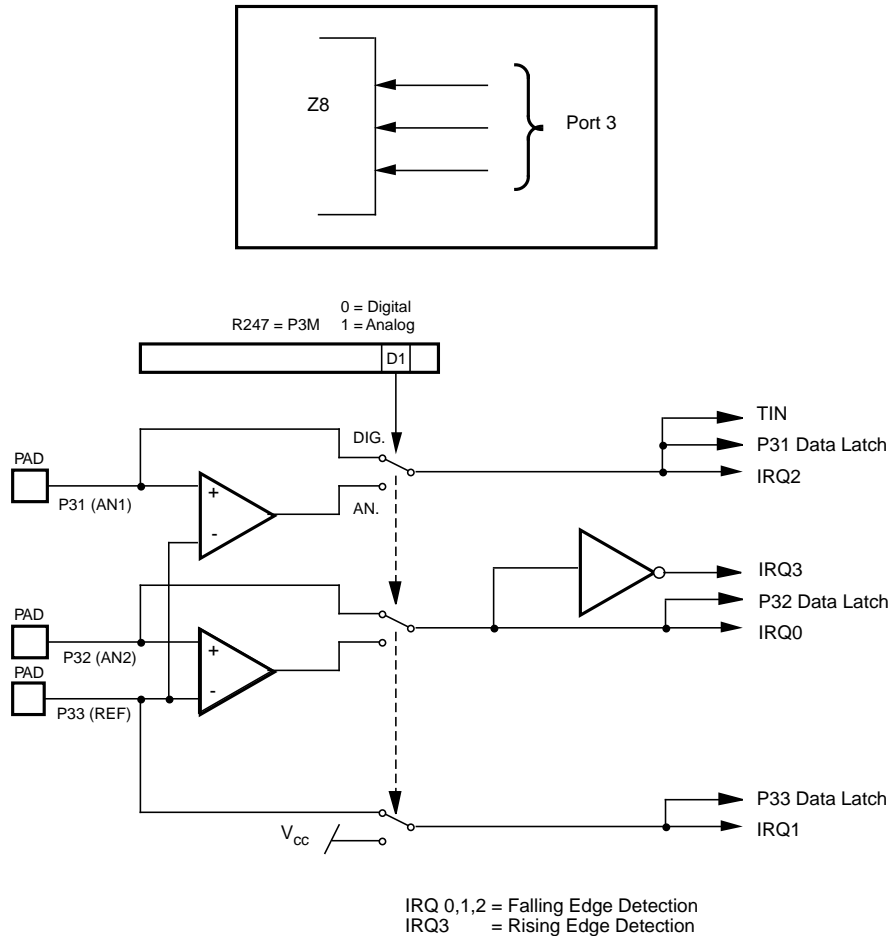 Z8
Port 3
0 = Digital
R247 = P3M 1 = Analog
D1
DIG.
TIN
P31 Data Latch
PAD
IRQ2
P31 (AN1)
+
-
AN.
IRQ3
P32 Data Latch
PAD
IRQ0
P32 (AN2)
+
-
PAD
P33 (REF)
P33 Data Latch
Vcc
IRQ1
IRQ 0,1,2 = Falling Edge Detection
IRQ3 = Rising Edge Detection